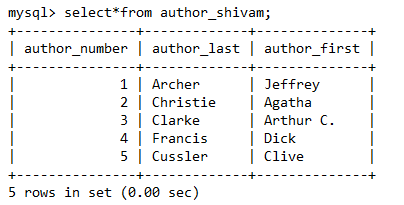 mysql> select*from author_shivam;
+---------------+-------------+--------------+
| author_number | author_last | author_first |
+---------------+-------------+--------------+
|             1 | Archer      | Jeffrey      |
|             2 | Christie    | Agatha       |
|             3 | Clarke      | Arthur C.    |
|             4 | Francis     | Dick         |
|             5 | Cussler     | Clive        |
+---------------+-------------+--------------+
5 rows in set (0.00 sec)